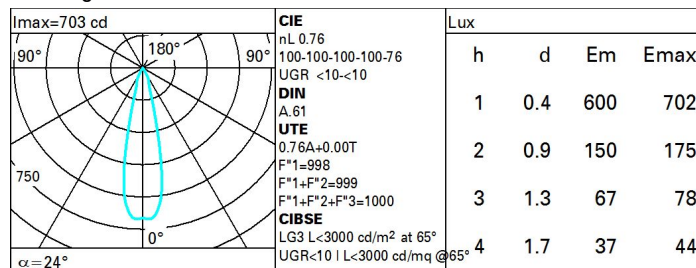 Imax=703 cd
90°
180°
90°
750
0°
α=24°
CIE
nL 0.76
100-100-100-100-76
UGR <10-<10
DIN
A.61
UTE
0.76A+0.00T
F"1=998
F"1+F"2=999
F"1+F"2+F"3=1000
CIBSE
LG3 L<3000 cd/m² at 65°
UGR<10 | L<3000 cd/mq @65°
Lux
h d Em Emax
1 0.4 600 702
2 0.9 150 175
3 1.3 67 78
4 1.7 37 44